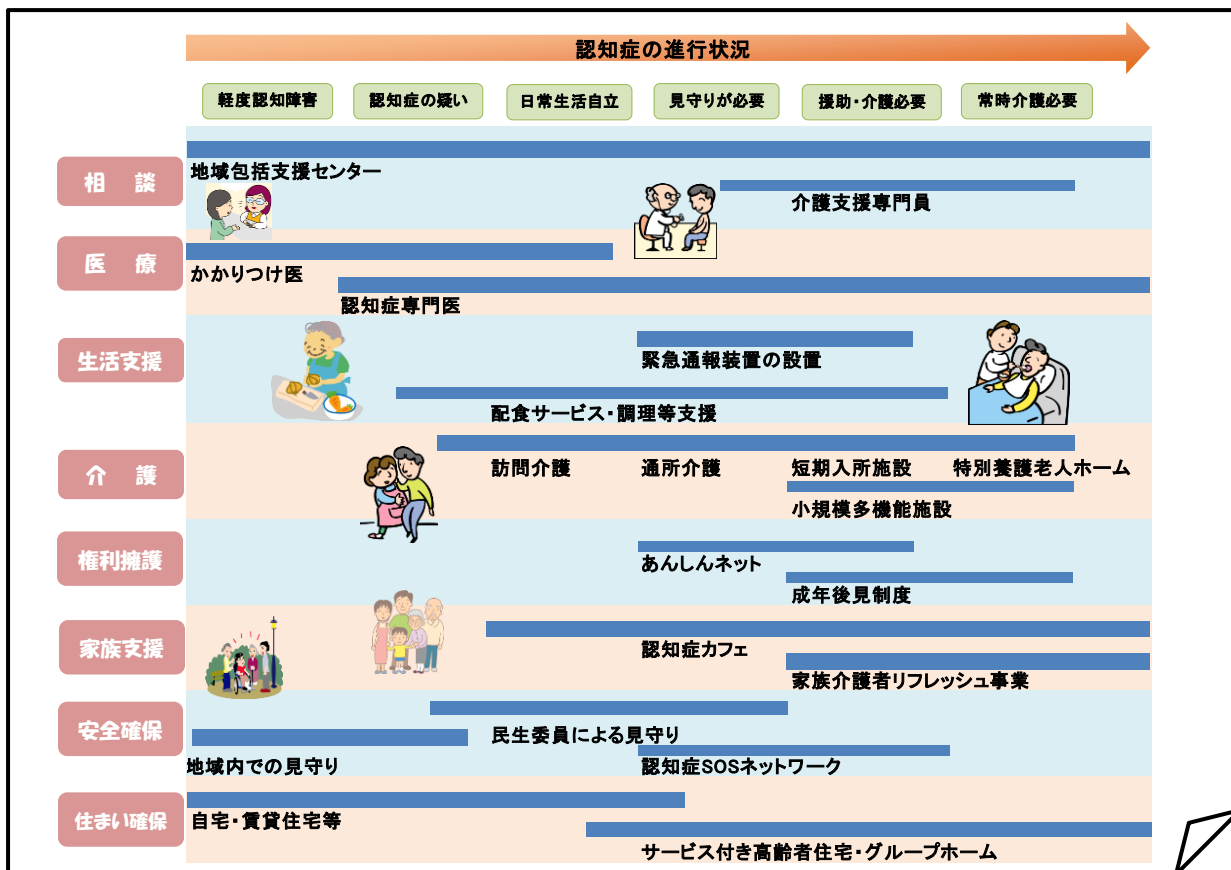 認知症の進行状況
軽度認知障害 認知症の疑い 日常生活自立 見守りが必要 援助・介護必要 常時介護必要
相 談
地域包括支援センター
介護支援専門員
医 療
かかりつけ医
認知症専門医
生活支援
緊急通報装置の設置
配食サービス・調理等支援
介 護
訪問介護 通所介護 短期入所施設 特別養護老人ホーム
小規模多機能施設
権利擁護
あんしんネット
成年後見制度
家族支援
認知症カフェ
家族介護者リフレッシュ事業
安全確保
民生委員による見守り
地域内での見守り
認知症SOSネットワーク
住まい確保
自宅・賃貸住宅等
サービス付き高齢者住宅・グループホーム